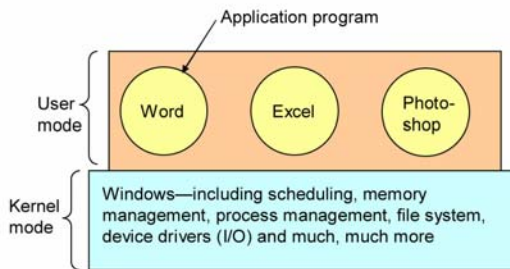 Application program
User
mode
Word
Excel
Photo-
shop
Kernel
mode
Windows—including scheduling, memory
management, process management, file system,
device drivers (I/O) and much, much more